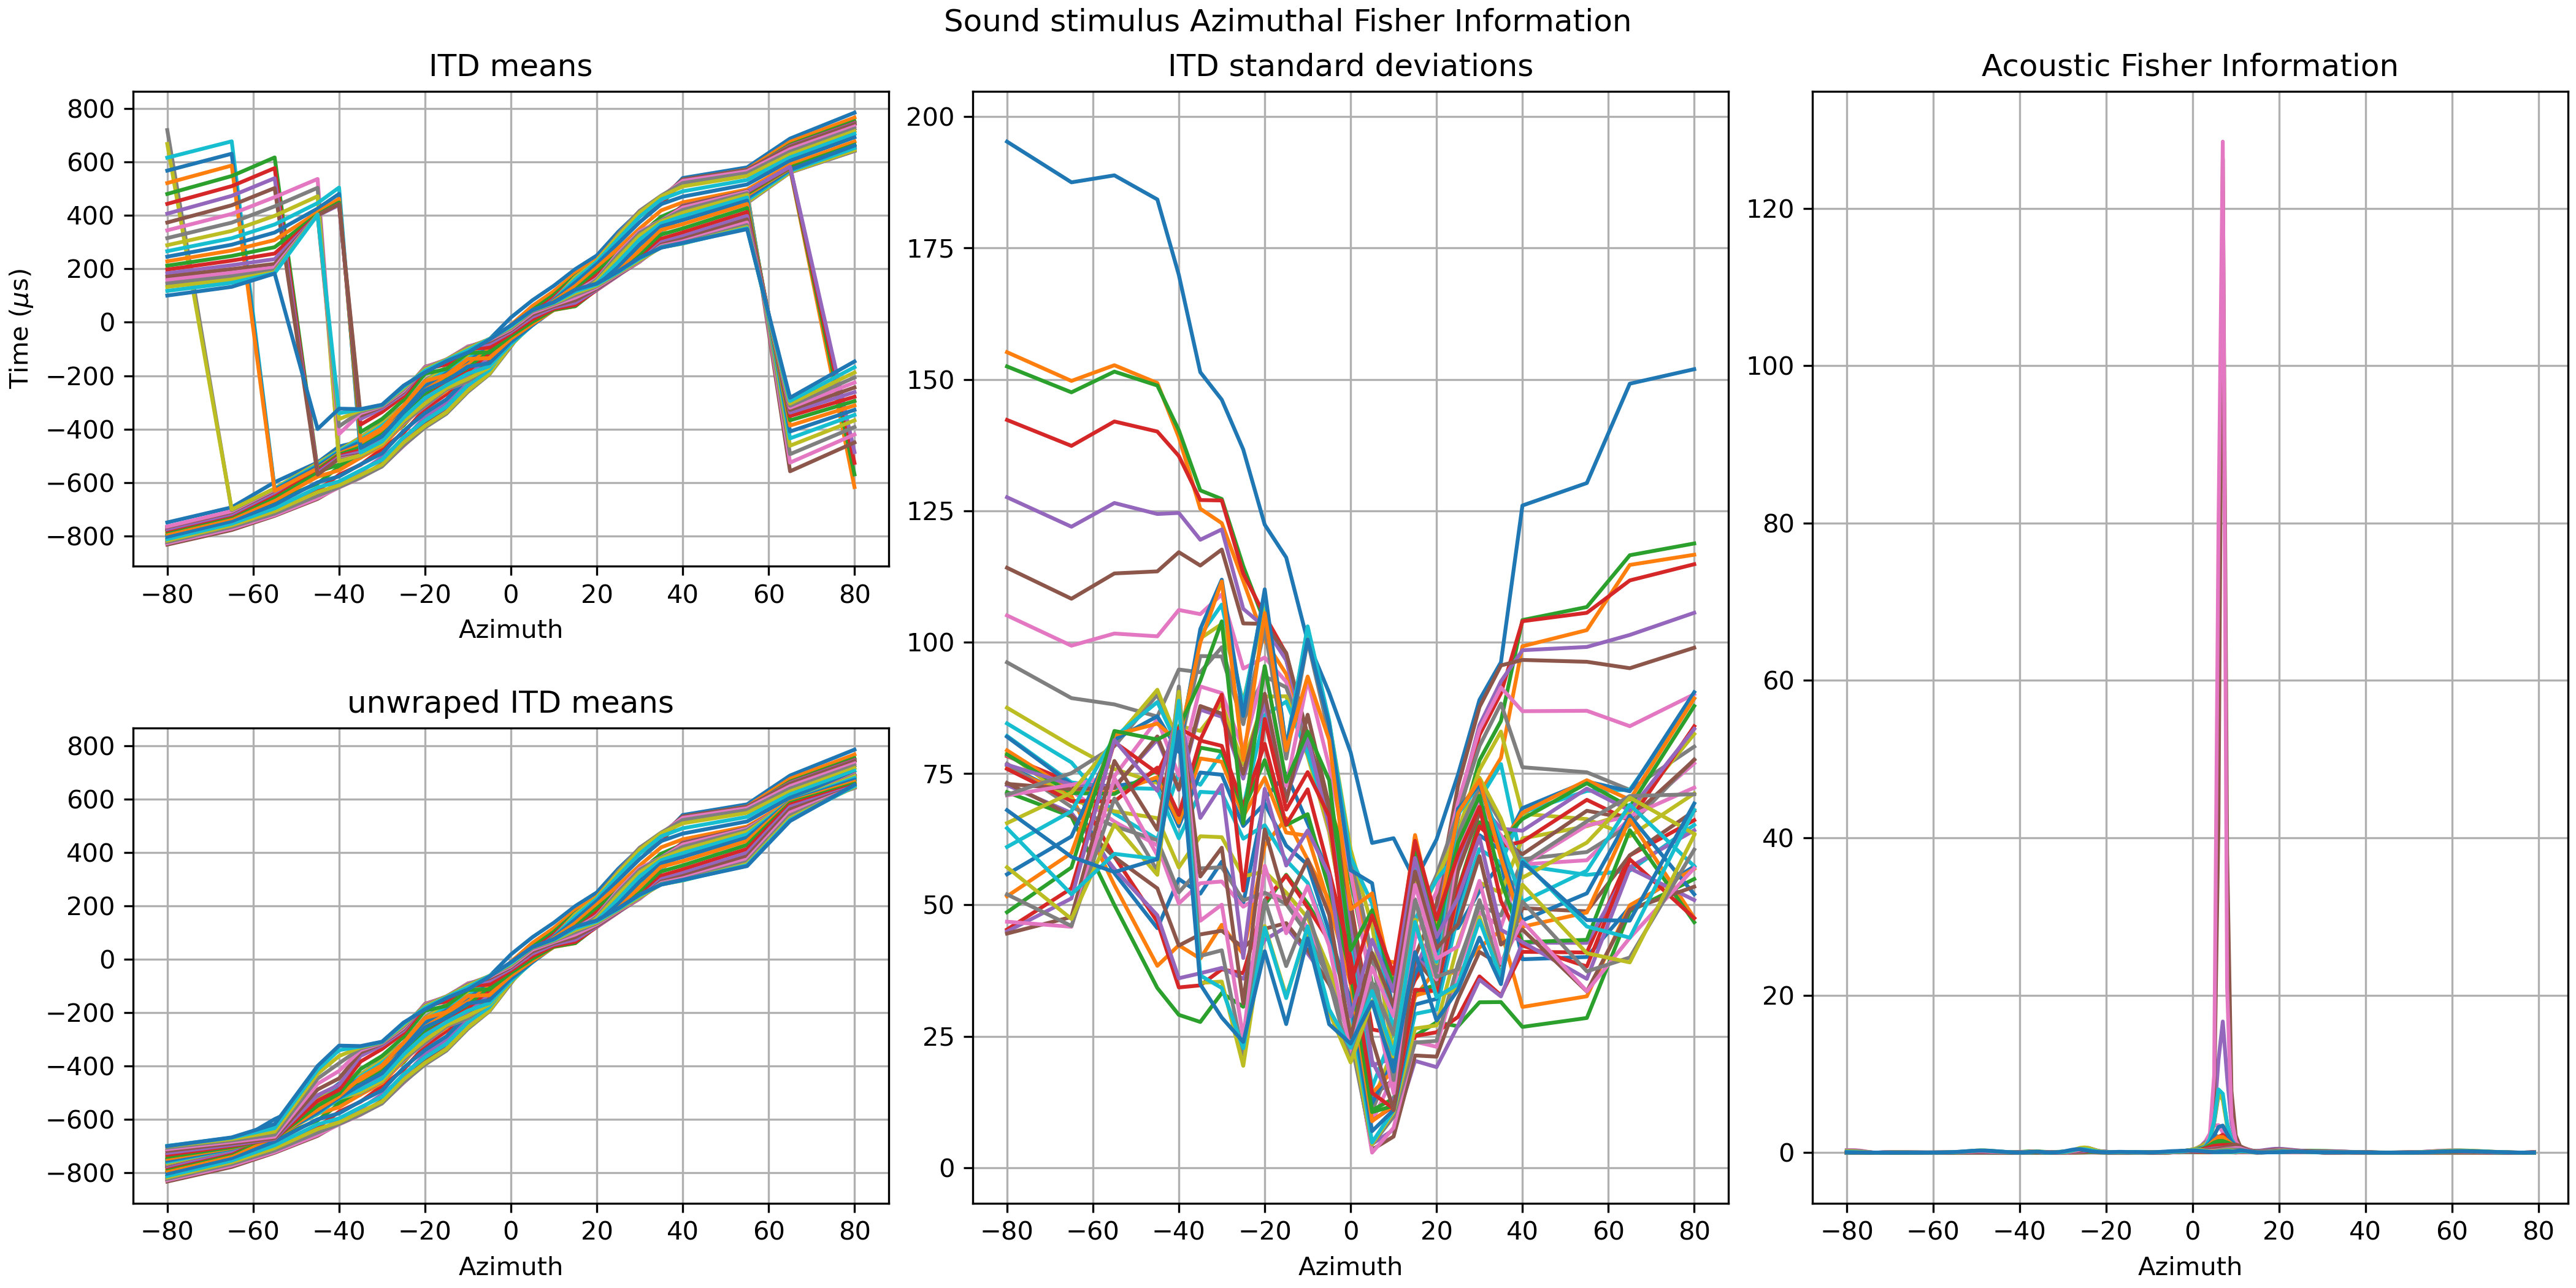 Sound stimulus Azimuthal Fisher Information
ITD means
800
600
400
200
0
−200
−400
−600
−800
Time (μs)
−80 −60 −40 −20 0 20 40 60 80
Azimuth
unwraped ITD means
800
600
400
200
0
−200
−400
−600
−800
−80 −60 −40 −20 0 20 40 60 80
Azimuth
ITD standard deviations
200
175
150
125
100
75
50
25
0
−80 −60 −40 −20 0 20 40 60 80
Azimuth
Acoustic Fisher Information
120
100
80
60
40
20
0
−80 −60 −40 −20 0 20 40 60 80
Azimuth